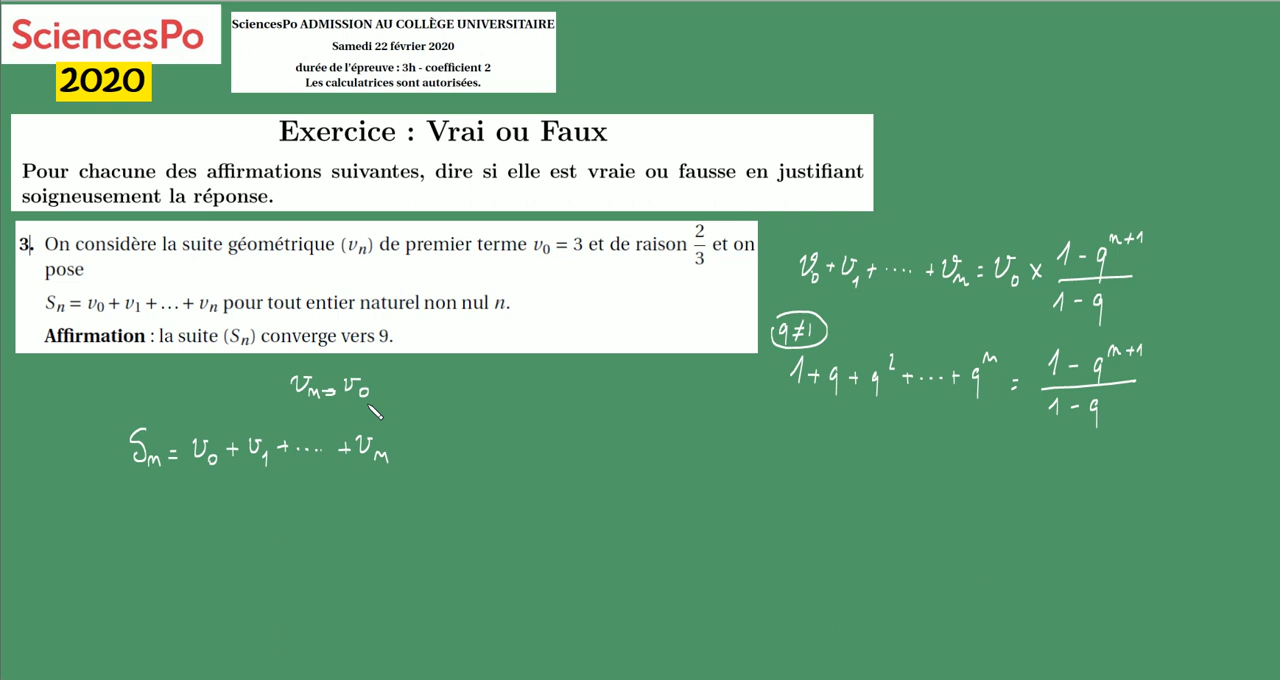 SciencesPo
2020
SciencesPo ADMISSION AU COLLÈGE UNIVERSITAIRE
Samedi 22 février 2020
durée de l'épreuve : 3h - coefficient 2
Les calculatrices sont autorisées.
Exercice : Vrai ou Faux
Pour chacune des affirmations suivantes, dire si elle est vraie ou fausse en justifiant
soigneusement la réponse.
3. On considère la suite géométrique (vₙ) de premier terme v₀ = 3 et de raison 2/3 et on
pose
Sₙ = v₀ + v₁ + … + vₙ pour tout entier naturel non nul n.
Affirmation : la suite (Sₙ) converge vers 9.
vₙ = v₀
Sₙ = v₀ + v₁ + .... + vₙ
v₀ + v₁ + .... + vₙ = v₀ × (1 - qⁿ⁺¹)/(1 - q)
q ≠ 1
1 + q + q² + ... + qⁿ = (1 - qⁿ⁺¹)/(1 - q)